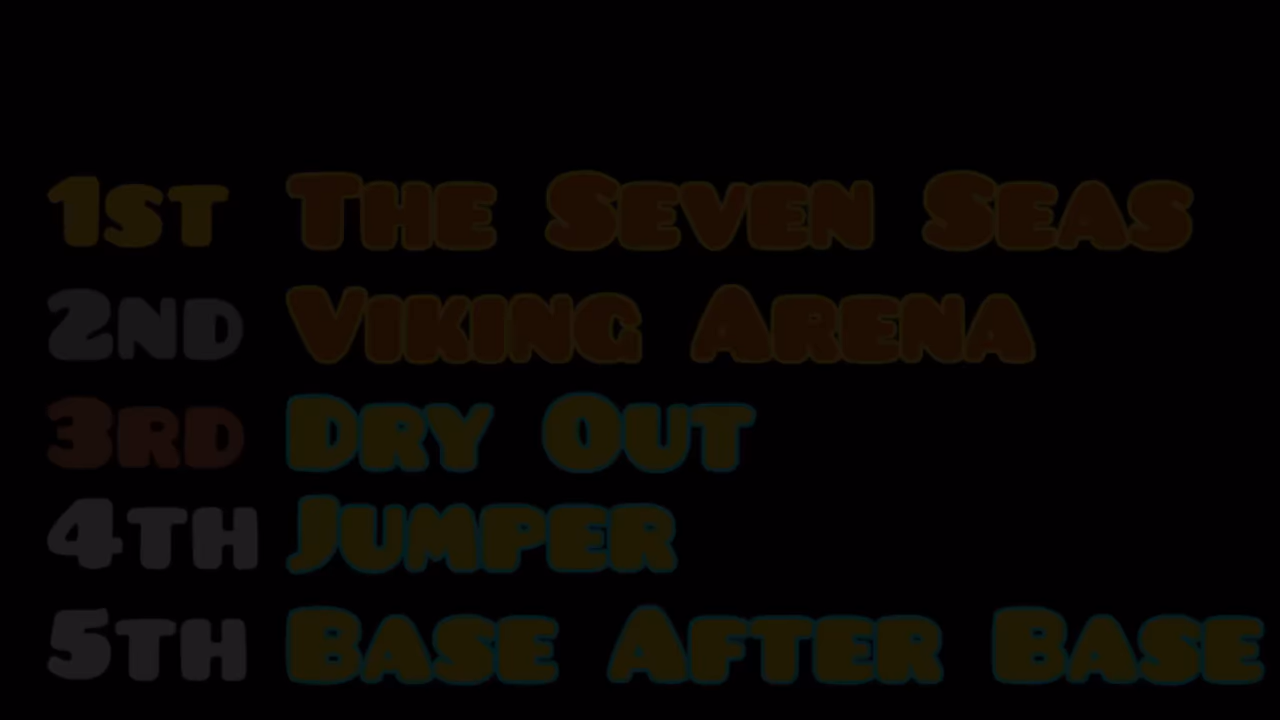 1st The Seven Seas
2nd Viking Arena
3rd Dry Out
4th Jumper
5th Base After Base